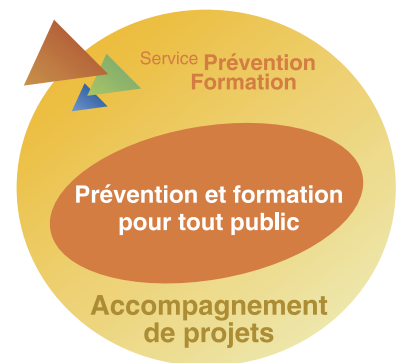 Service Prévention
Formation
Prévention et formation
pour tout public
Accompagnement
de projets